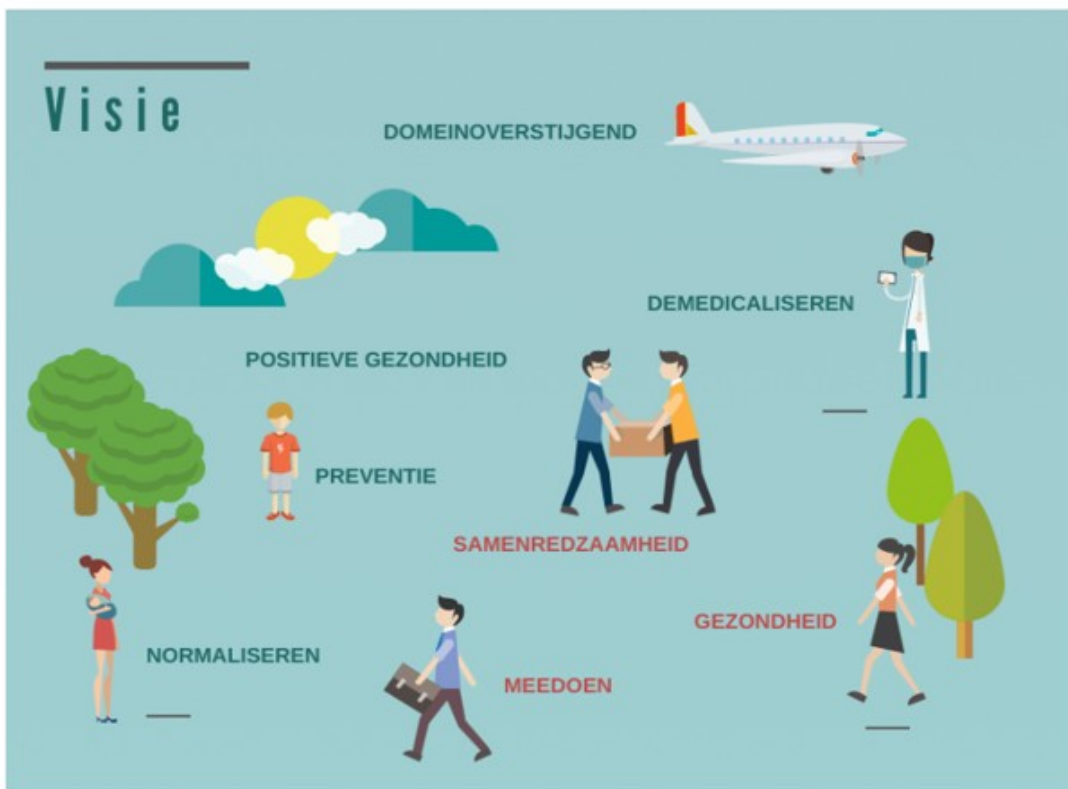 Visie
DOMEINOVERSTIJGEND
DEMEDICALISEREN
POSITIEVE GEZONDHEID
PREVENTIE
SAMENREDZAAMHEID
GEZONDHEID
NORMALISEREN
MEEDOEN